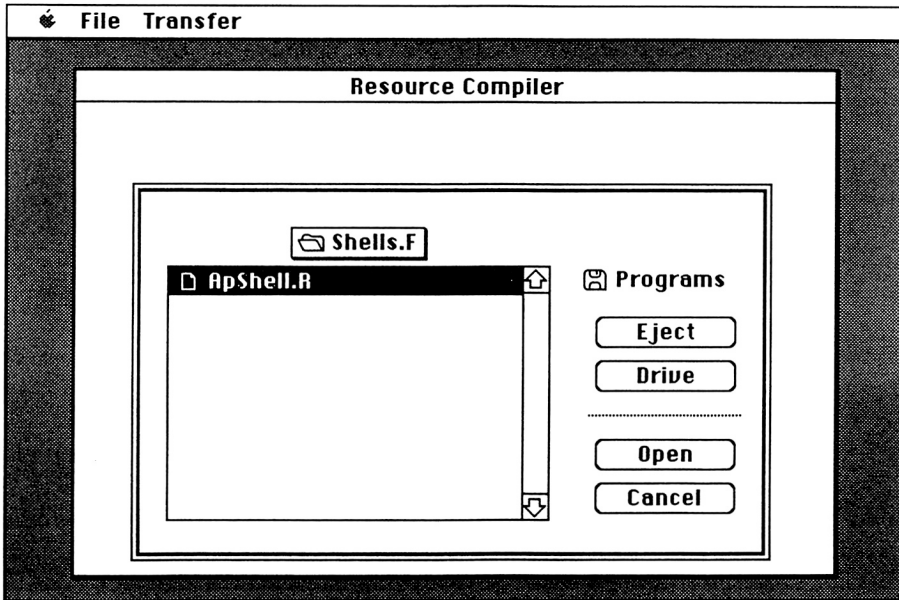 File Transfer
Resource Compiler
Shells.F
ApShell.R
Programs
Eject
Drive
Open
Cancel